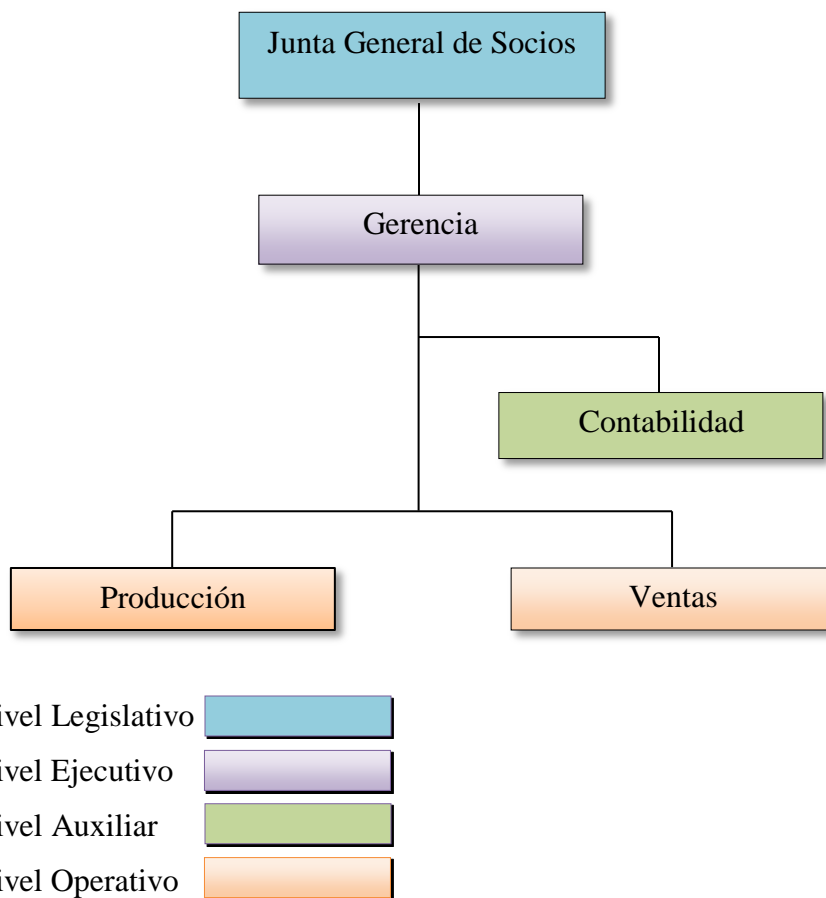 Junta General de Socios
Gerencia
Contabilidad
Producción
Ventas
ivel Legislativo
ivel Ejecutivo
ivel Auxiliar
ivel Operativo